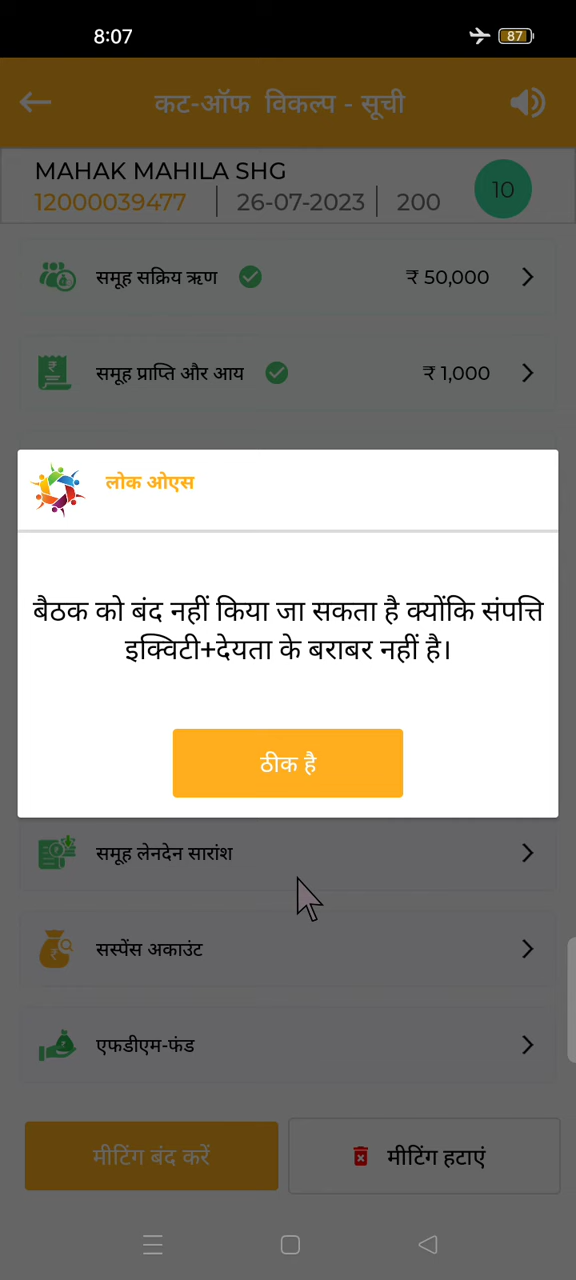 8:07
87
कट-ऑफ विकल्प - सूची
MAHAK MAHILA SHG
12000039477 | 26-07-2023 | 200
10
समूह सक्रिय ऋण ₹ 50,000
समूह प्राप्ति और आय ₹ 1,000
लोक ओएस
बैठक को बंद नहीं किया जा सकता है क्योंकि संपत्ति
इक्विटी+देयता के बराबर नहीं है।
ठीक है
समूह लेनदेन सारांश
सस्पेंस अकाउंट
एफडीएम-फंड
मीटिंग बंद करें
मीटिंग हटाएं